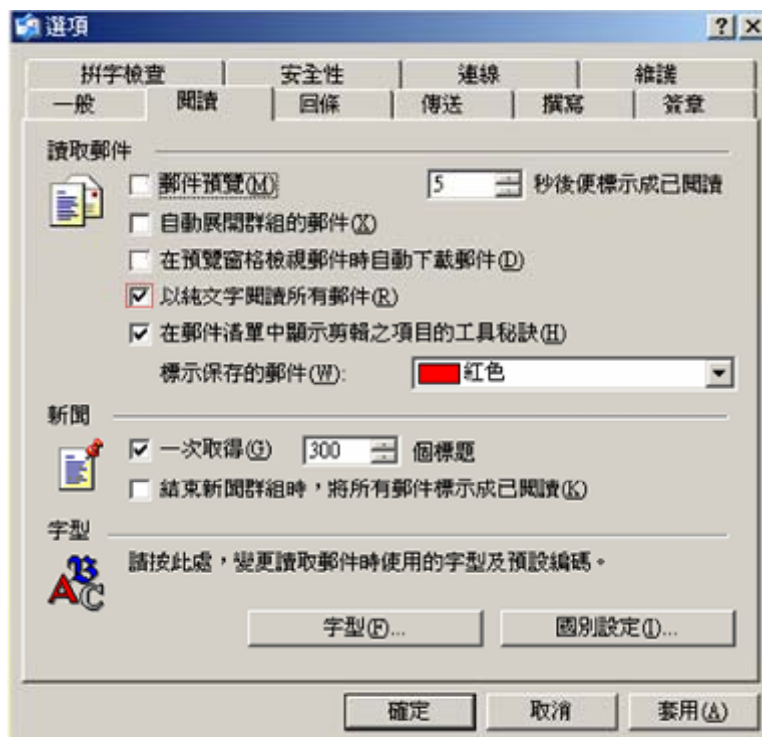 選項
拼字檢查 安全性 連線 維護
一般 閱讀 回條 傳送 撰寫 簽章
讀取郵件
郵件預覽(M) 5 秒後便標示成已閱讀
自動展開群組的郵件(X)
在預覽窗格檢視郵件時自動下載郵件(D)
以純文字閱讀所有郵件(R)
在郵件清單中顯示剪輯之項目的工具秘訣(H)
標示保存的郵件(W): 紅色
新聞
一次取得(G) 300 個標題
結束新聞群組時，將所有郵件標示成已閱讀(K)
字型
請按此處，變更讀取郵件時使用的字型及預設編碼。
字型(F)... 國別設定(I)...
確定 取消 套用(A)